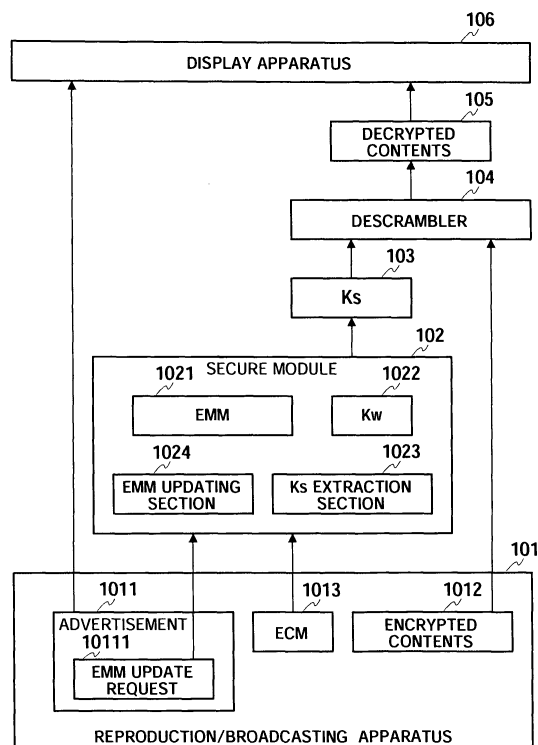 106
DISPLAY APPARATUS
105
DECRYPTED
CONTENTS
104
DESCRAMBLER
103
Ks
102
SECURE MODULE
1021
EMM
1022
Kw
1024
EMM UPDATING
SECTION
1023
Ks EXTRACTION
SECTION
101
1011
ADVERTISEMENT
10111
EMM UPDATE
REQUEST
1013
ECM
1012
ENCRYPTED
CONTENTS
REPRODUCTION/BROADCASTING APPARATUS